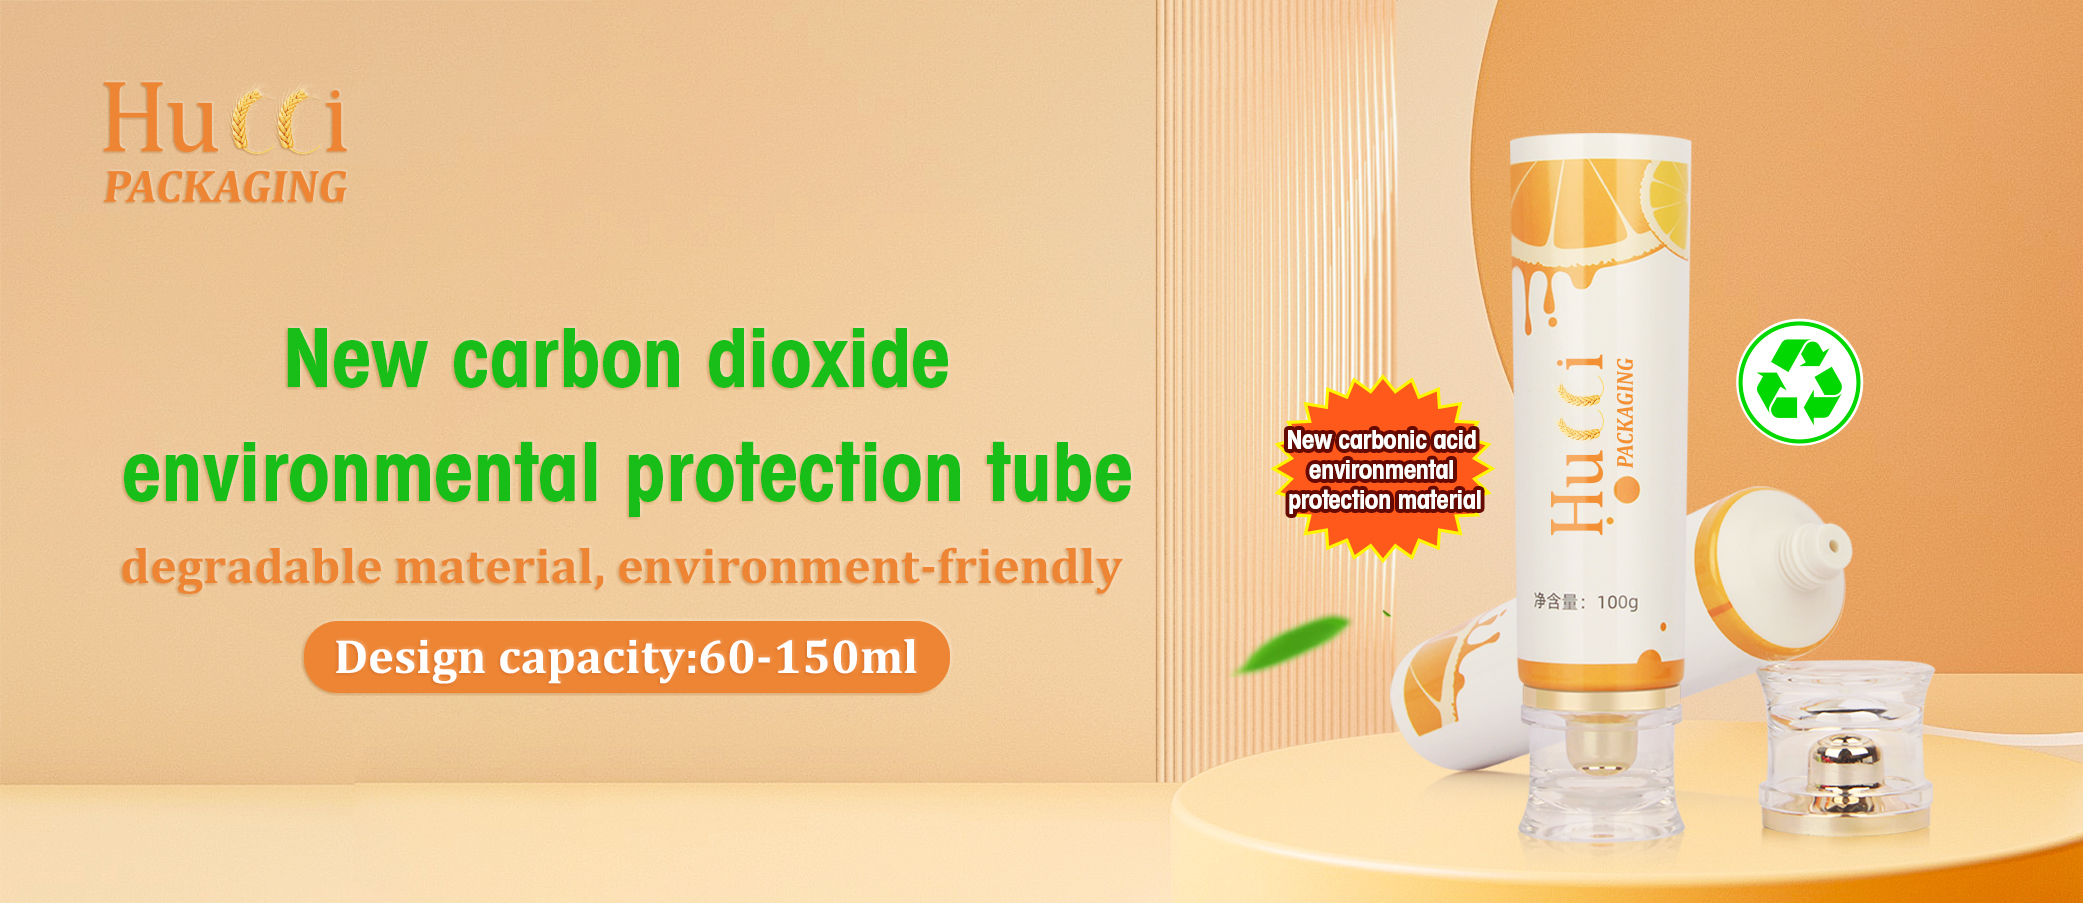 Hucci
PACKAGING
New carbon dioxide
environmental protection tube
degradable material, environment-friendly
Design capacity:60-150ml
New carbonic acid
environmental
protection material
Hucci
PACKAGING
净含量：100g